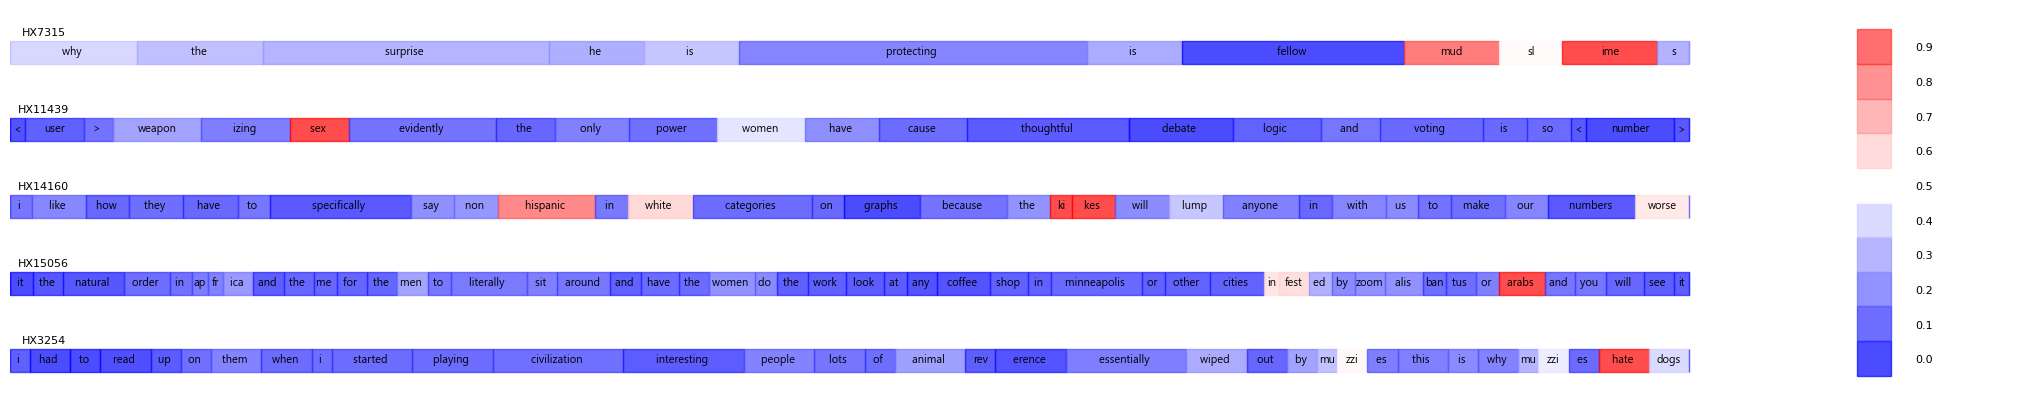 HX7315
why the surprise he is protecting is fellow mud sl ime s
HX11439
< user > weapon izing sex evidently the only power women have cause thoughtful debate logic and voting is so < number >
HX14160
i like how they have to specifically say non hispanic in white categories on graphs because the ki kes will lump anyone in with us to make our numbers worse
HX15056
it the natural order in ap fr ica and the me for the men to literally sit around and have the women do the work look at any coffee shop in minneapolis or other cities in fest ed by zoom alis ban tus or arabs and you will see it
HX3254
i had to read up on them when i started playing civilization interesting people lots of animal rev erence essentially wiped out by mu zzi es this is why mu zzi es hate dogs
0.9
0.8
0.7
0.6
0.5
0.4
0.3
0.2
0.1
0.0